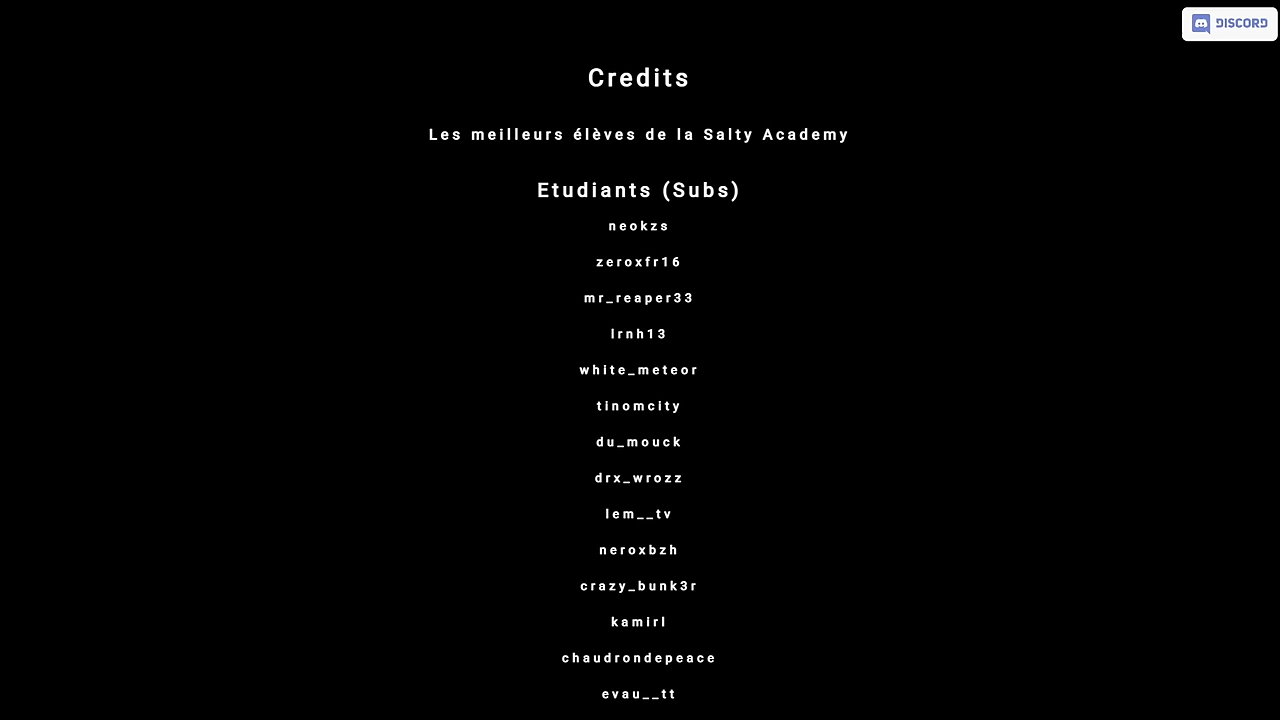 DISCORD
Credits
Les meilleurs élèves de la Salty Academy
Etudiants (Subs)
neokzs
zeroxfr16
mr_reaper33
lrnh13
white_meteor
tinomcity
du_mouck
drx_wrozz
lem__tv
neroxbzh
crazy_bunk3r
kamirl
chaudrondepeace
evau__tt